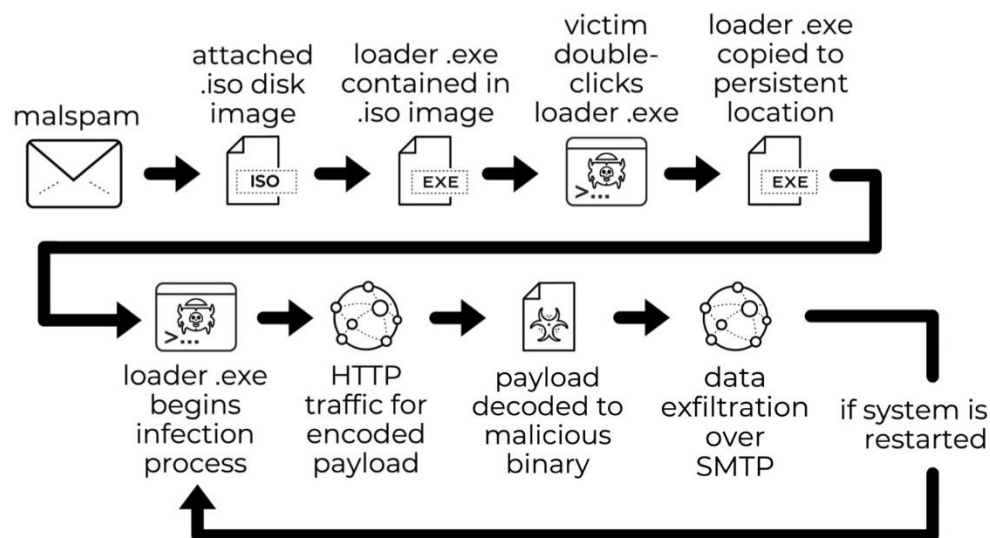 malspam
attached
.iso disk
image
loader .exe
contained in
.iso image
victim
double-
clicks
loader .exe
loader .exe
copied to
persistent
location
ISO
EXE
>...
EXE
>...
loader .exe
begins
infection
process
HTTP
traffic for
encoded
payload
payload
decoded to
malicious
binary
data
exfiltration
over
SMTP
if system is
restarted